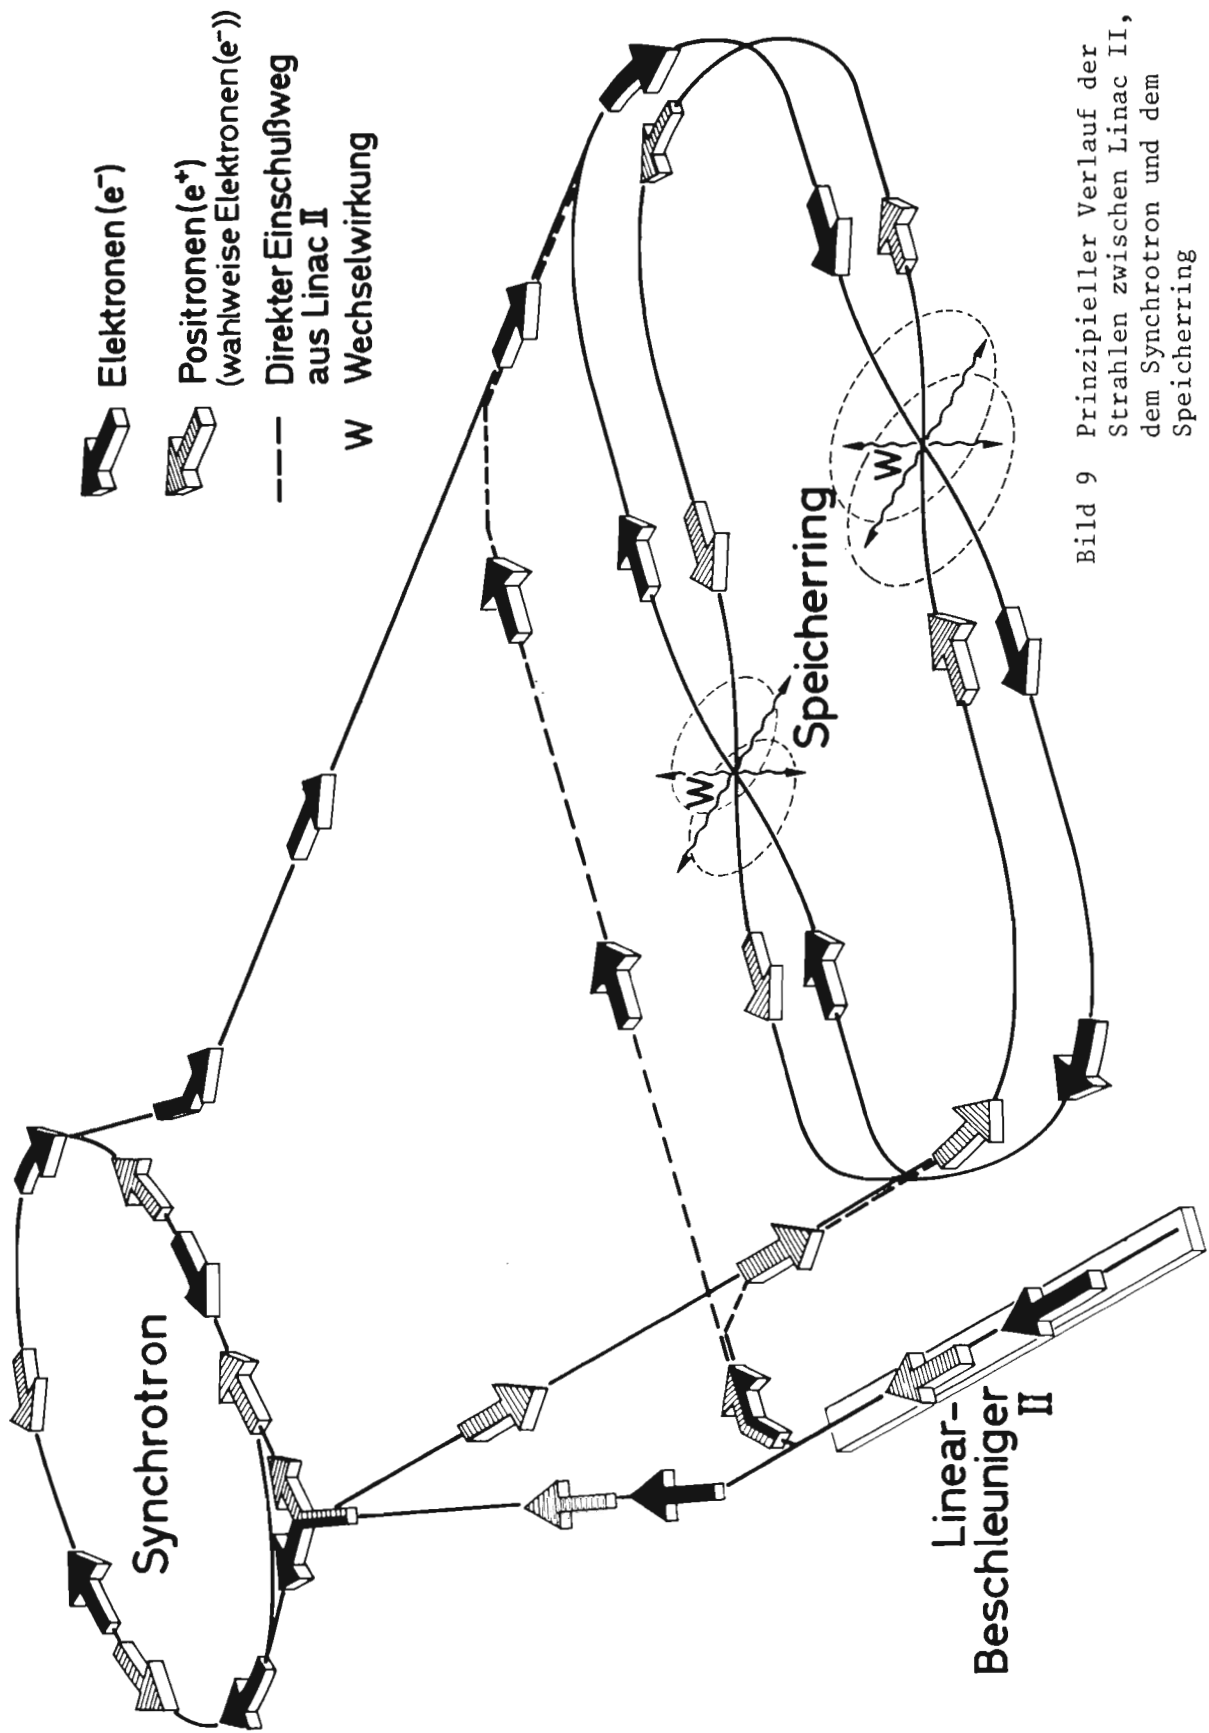 Elektronen (e⁻)
Positronen (e⁺)
(wahlweise Elektronen(e⁻))
Direkter Einschußweg
aus Linac II
W Wechselwirkung
Synchrotron
Speicherring
W
W
Linear-
Beschleuniger
II
Bild 9 Prinzipieller Verlauf der
Strahlen zwischen Linac II,
dem Synchrotron und dem
Speicherring